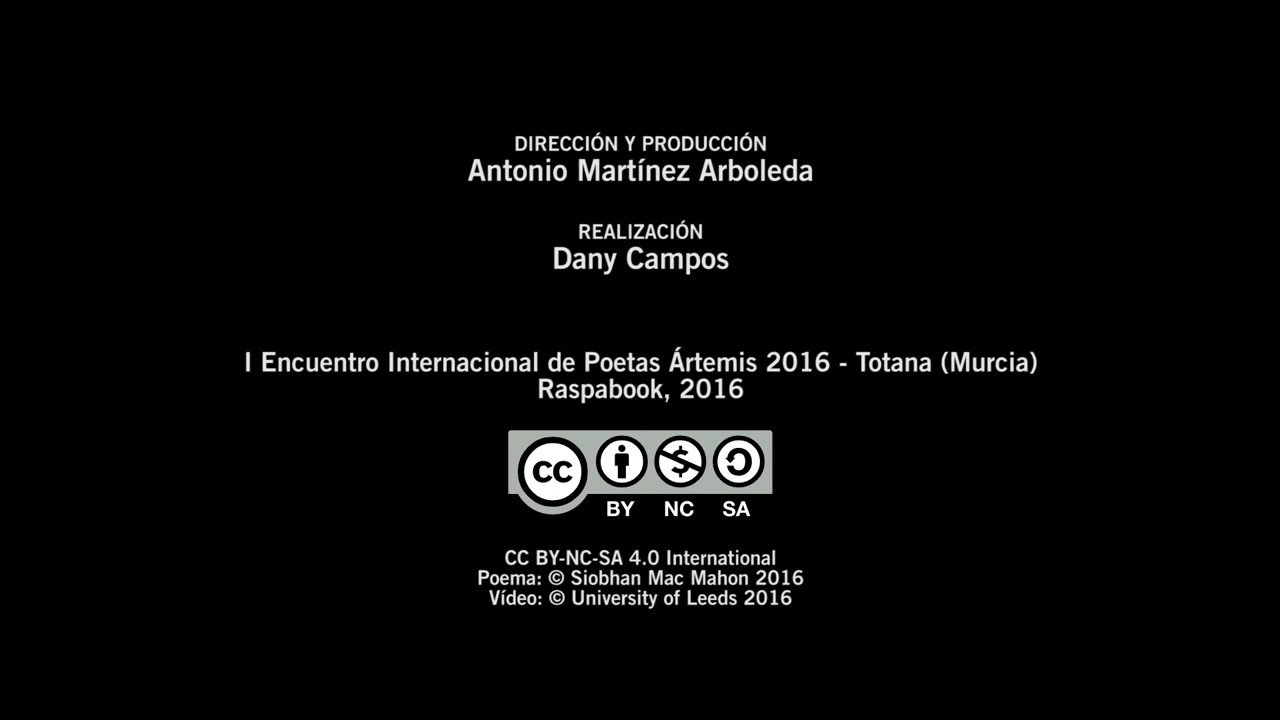 DIRECCIÓN Y PRODUCCIÓN
Antonio Martínez Arboleda
REALIZACIÓN
Dany Campos
I Encuentro Internacional de Poetas Ártemis 2016 - Totana (Murcia)
Raspabook, 2016
CC
BY NC SA
CC BY-NC-SA 4.0 International
Poema: © Siobhan Mac Mahon 2016
Vídeo: © University of Leeds 2016